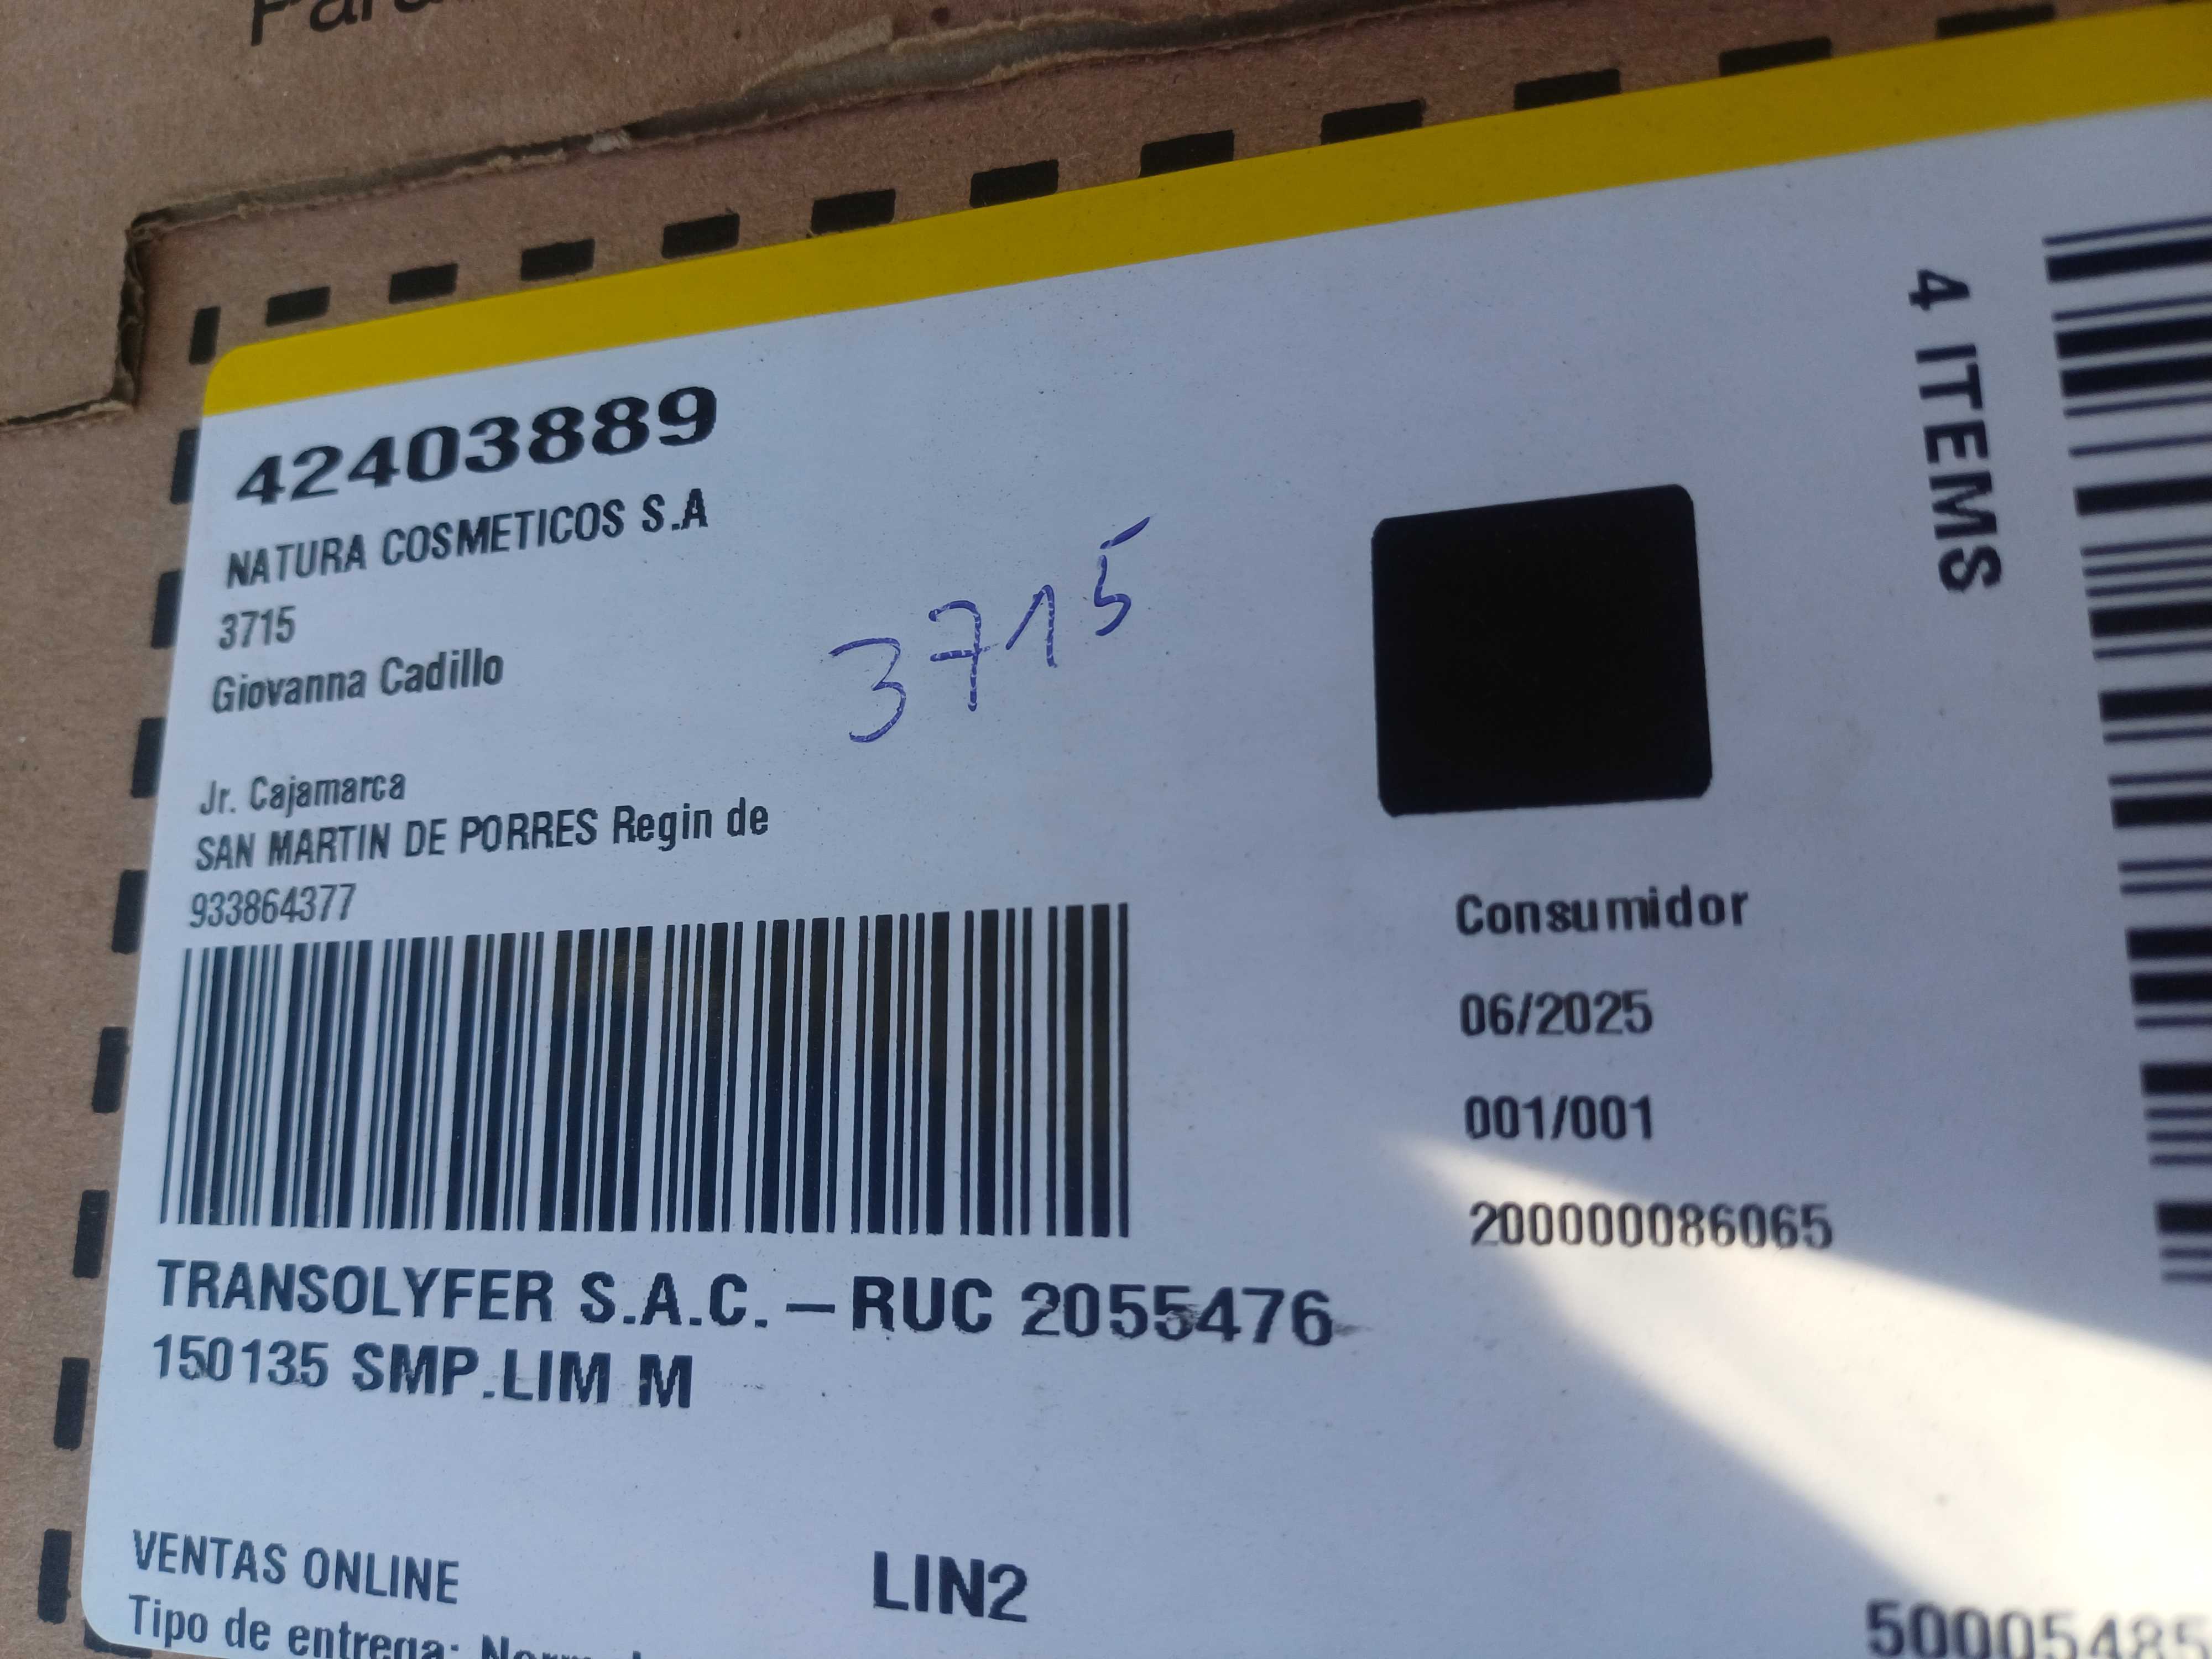 42403889
NATURA COSMETICOS S.A
3715
Giovanna Cadillo
3715
Jr. Cajamarca
SAN MARTIN DE PORRES Regin de
933864377
4 ITEMS
Consumidor
06/2025
001/001
200000086065
TRANSOLYFER S.A.C. – RUC 2055476
150135 SMP.LIM M
VENTAS ONLINE
LIN2
Tipo de entrega: